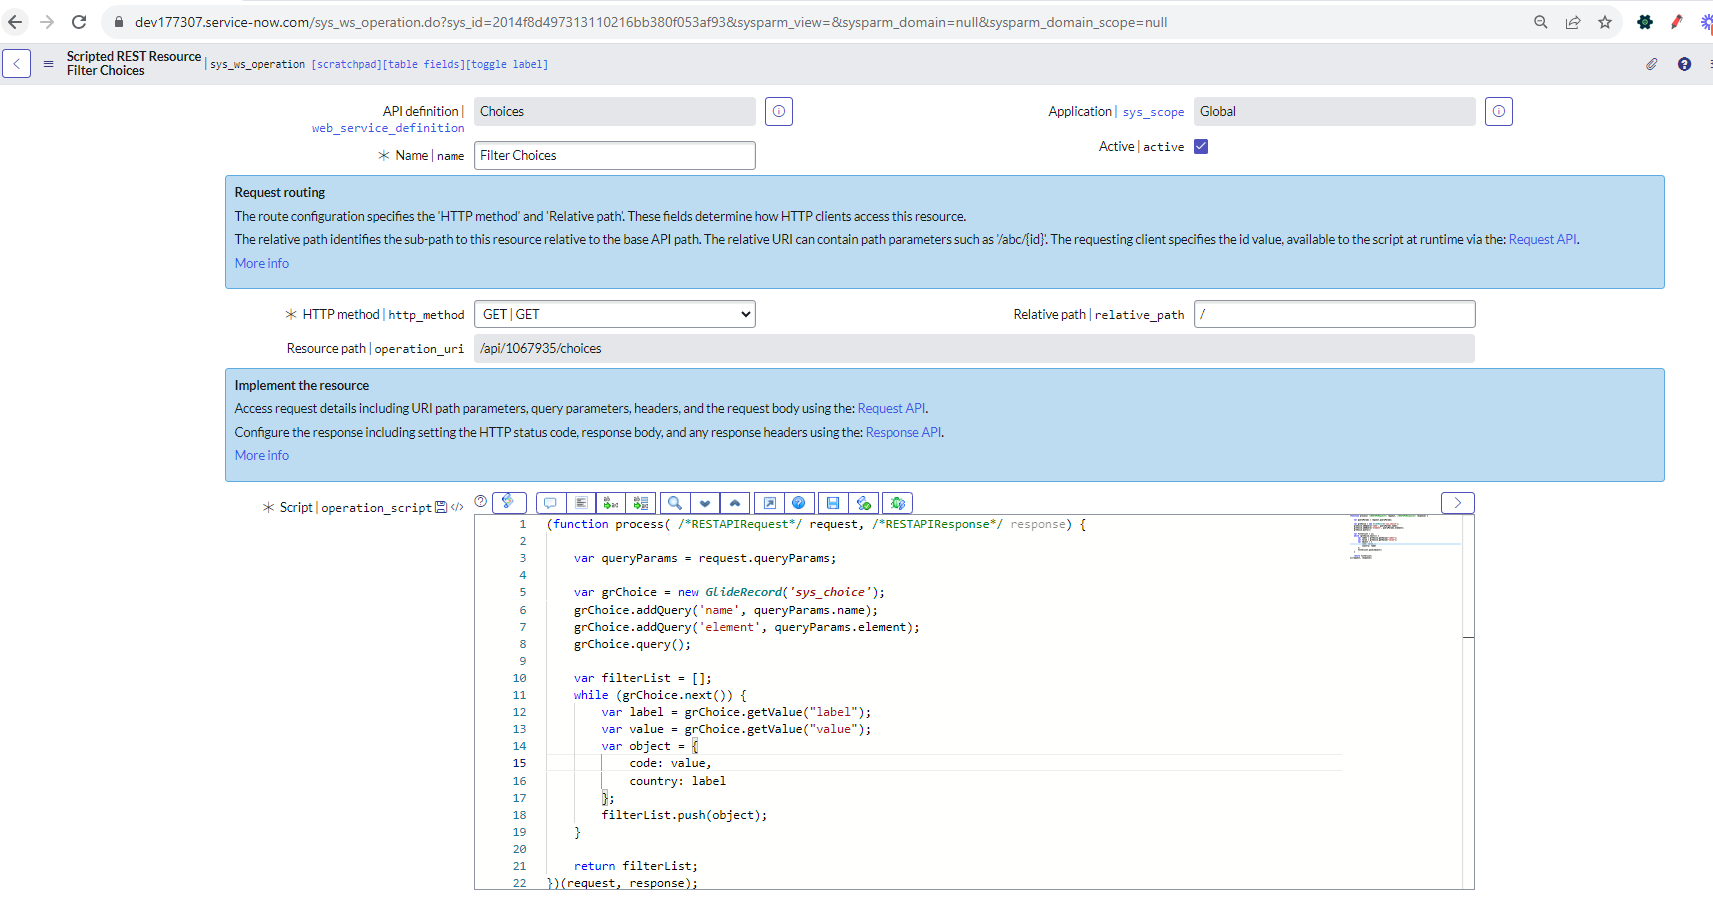 dev177307.service-now.com/sys_ws_operation.do?sys_id=2014f8d497313110216bb380f053af93&sysparm_view=&sysparm_domain=null&sysparm_domain_scope=null
Scripted REST Resource
Filter Choices
| sys_ws_operation [scratchpad][table fields][toggle label]
API definition |
web_service_definition
Choices
Application | sys_scope
Global
Name | name
Filter Choices
Active | active
Request routing
The route configuration specifies the 'HTTP method' and 'Relative path'. These fields determine how HTTP clients access this resource.
The relative path identifies the sub-path to this resource relative to the base API path. The relative URI can contain path parameters such as '/abc/{id}'. The requesting client specifies the id value, available to the script at runtime via the: Request API.
More info
HTTP method | http_method
GET | GET
Relative path | relative_path
/
Resource path | operation_uri
/api/1067935/choices
Implement the resource
Access request details including URI path parameters, query parameters, headers, and the request body using the: Request API.
Configure the response including setting the HTTP status code, response body, and any response headers using the: Response API.
More info
Script | operation_script
1 (function process( /*RESTAPIRequest*/ request, /*RESTAPIResponse*/ response) {
2
3 var queryParams = request.queryParams;
4
5 var grChoice = new GlideRecord('sys_choice');
6 grChoice.addQuery('name', queryParams.name);
7 grChoice.addQuery('element', queryParams.element);
8 grChoice.query();
9
10 var filterList = [];
11 while (grChoice.next()) {
12 var label = grChoice.getValue("label");
13 var value = grChoice.getValue("value");
14 var object = {
15 code: value,
16 country: label
17 };
18 filterList.push(object);
19 }
20
21 return filterList;
22 })(request, response);